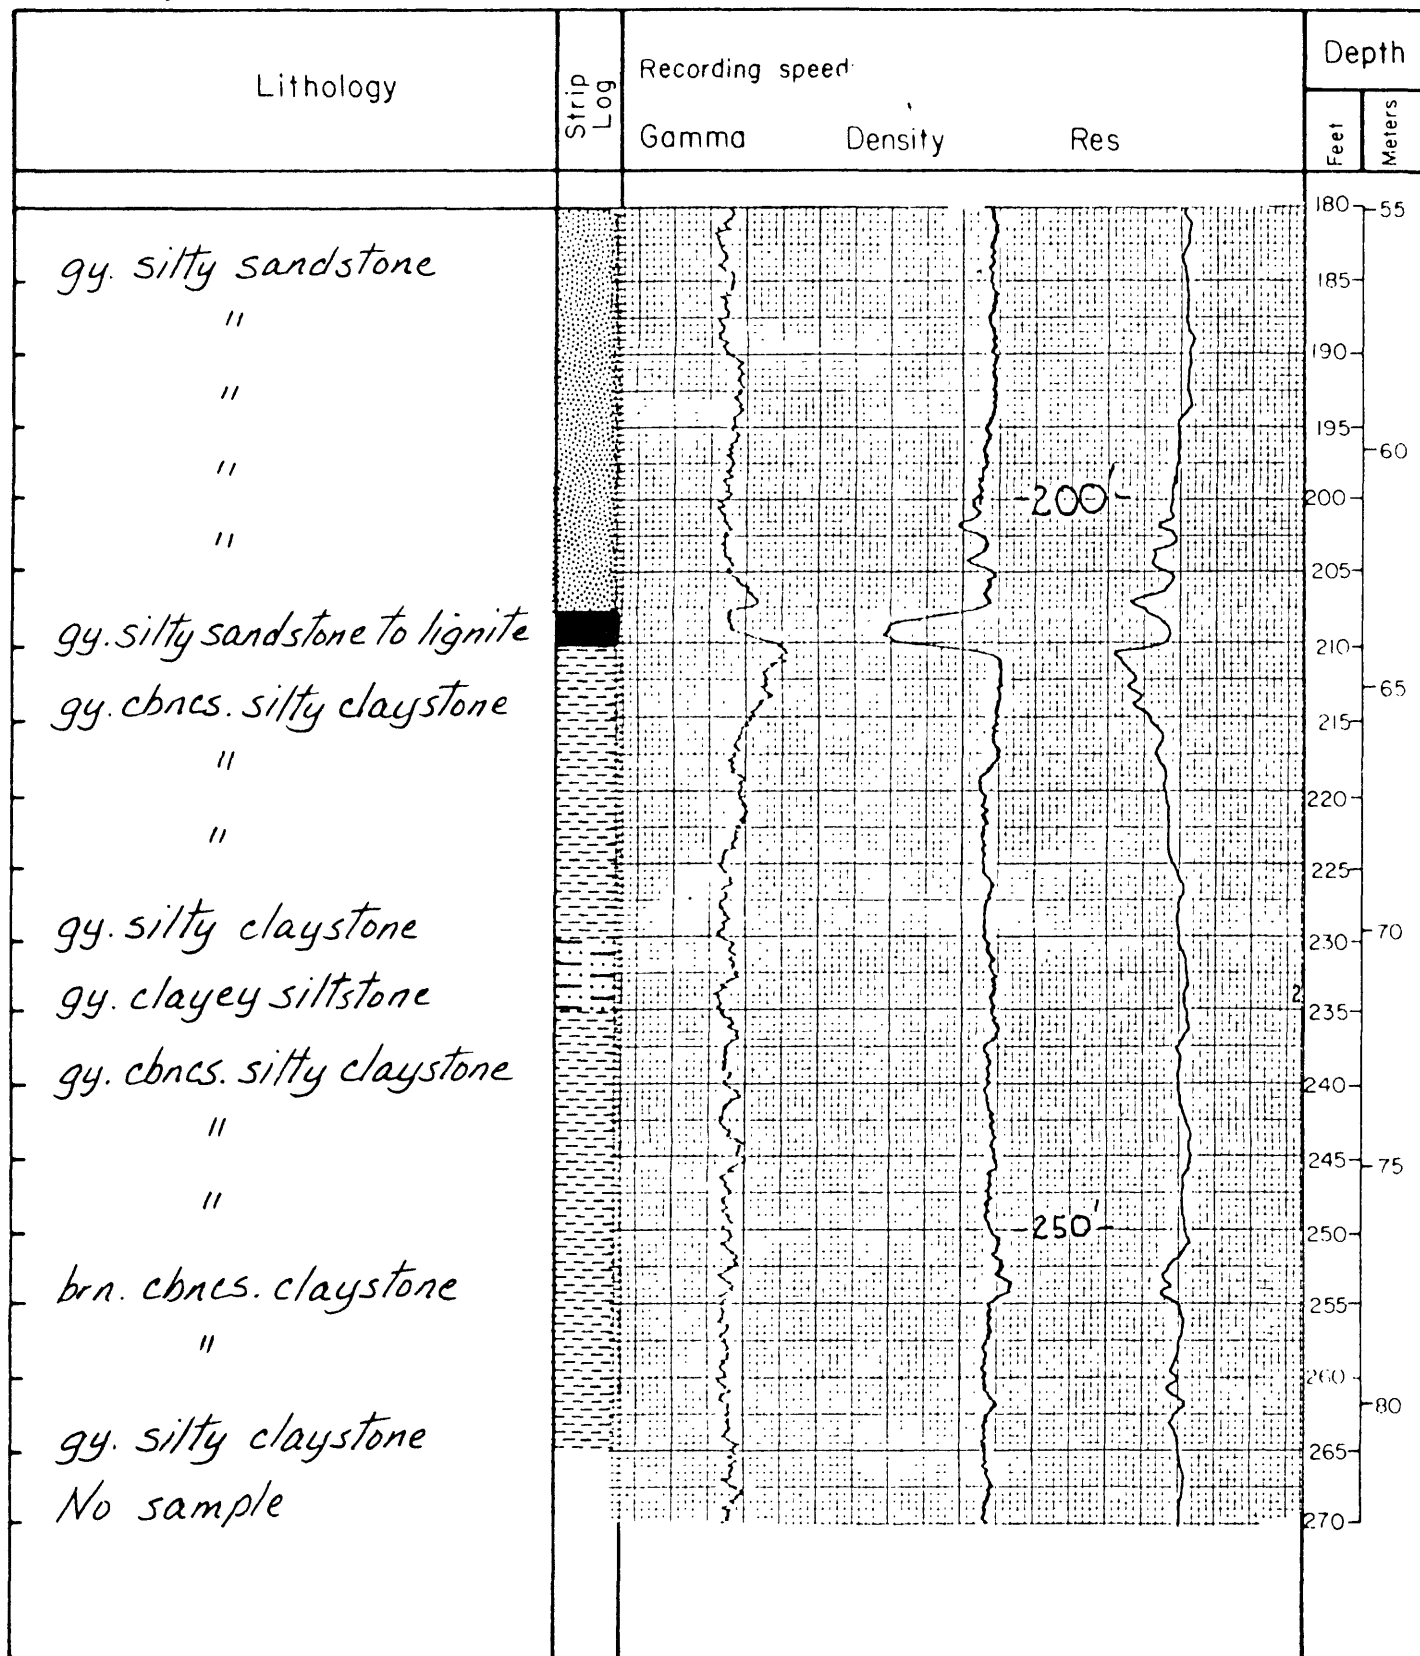 Lithology
Strip Log
Recording speed
Gamma Density Res
Depth
Feet Meters
180 55
gy. silty sandstone
185
"
190
"
195
60
"
-200'-
200
"
205
gy. silty sandstone to lignite
210
65
gy. cbncs. silty claystone
215
"
220
"
225
gy. silty claystone
70
230
gy. clayey siltstone
2
235
gy. cbncs. silty claystone
240
"
245 75
"
-250'-
250
brn. cbncs. claystone
255
"
260
80
gy. silty claystone
265
No sample
270